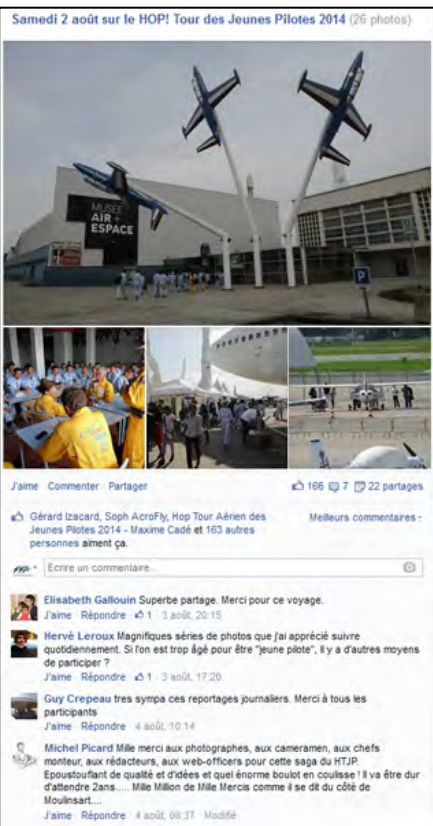 Samedi 2 août sur le HOP! Tour des Jeunes Pilotes 2014 (26 photos)
MUSEE
AIR +
ESPACE
P
J'aime Commenter Partager 166 7 22 partages
Gérard Izacard, Soph AcroFly, Hop Tour Aérien des Meilleurs commentaires
Jeunes Pilotes 2014 - Maxime Cadé et 163 autres
personnes aiment ça.
Écrire un commentaire...
Elisabeth Gallouin Superbe partage. Merci pour ce voyage.
J'aime · Répondre · 1 · 3 août, 20:15
Hervé Leroux Magnifiques séries de photos que j'ai apprécié suivre
quotidiennement. Si l'on est trop âgé pour être "jeune pilote", Il y a d'autres moyens
de participer ?
J'aime · Répondre · 1 · 3 août, 17:20
Guy Crepeau tres sympa ces reportages journaliers. Merci à tous les
participants
J'aime · Répondre · 4 août, 10:14
Michel Picard Mille merci aux photographes, aux cameramen, aux chefs
monteur, aux rédacteurs, aux web-officers pour cette saga du HTJP.
Epoustouflant de qualité et d'idées et quel énorme boulot en coulisse ! Il va être dur
d'attendre 2ans..... Mille Million de Mille Mercis comme il se dit du côté de
Moulinsart....
J'aime · Répondre · 4 août, 08:37 · Modifié